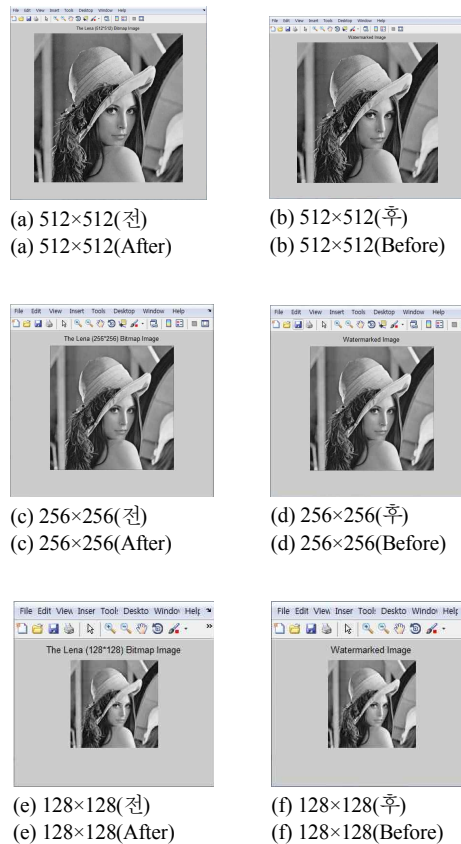 File Edit View Insert Tools Desktop Window Help
The Lena (512*512) Bitmap Image
File Edit View Insert Tools Desktop Window Help
Watermarked Image
(a) 512×512(전)
(a) 512×512(After)
(b) 512×512(후)
(b) 512×512(Before)
File Edit View Insert Tools Desktop Window Help
The Lena (256*256) Bitmap Image
File Edit View Insert Tools Desktop Window Help
Watermarked Image
(c) 256×256(전)
(c) 256×256(After)
(d) 256×256(후)
(d) 256×256(Before)
File Edit View Inser Tool: Deskto Windov Help
The Lena (128*128) Bitmap Image
File Edit View Inser Tool: Deskto Windov Help
Watermarked Image
(e) 128×128(전)
(e) 128×128(After)
(f) 128×128(후)
(f) 128×128(Before)